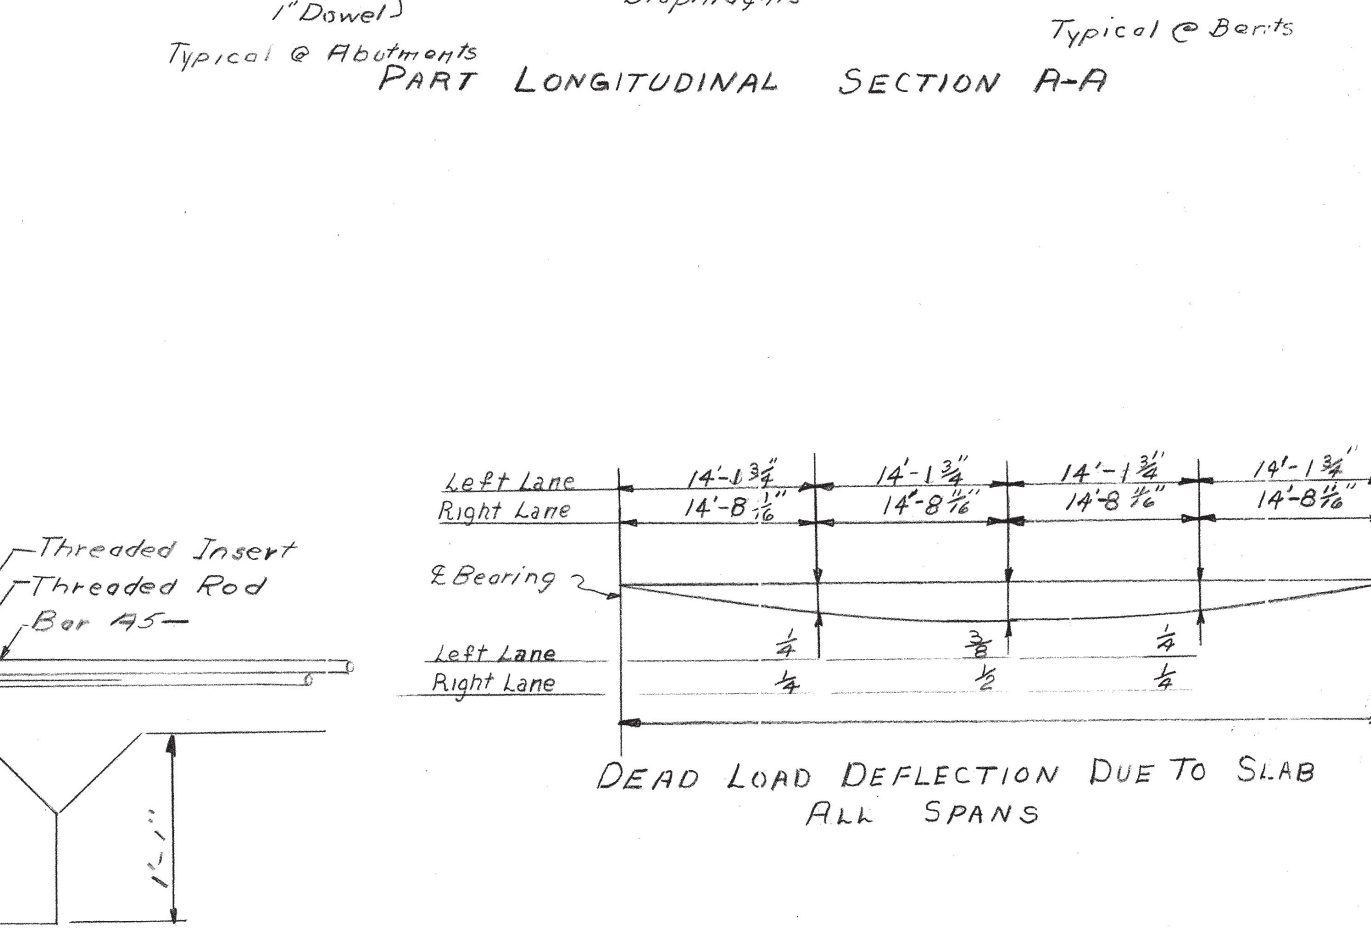 1" Dowel
Typical @ Abutments
Typical @ Bents
PART LONGITUDINAL SECTION A-A
Left Lane 14'-1 3/4" 14'-1 3/4" 14'-1 3/4" 14'-1 3/4"
Right Lane 14'-8 1/16" 14'-8 11/16" 14'-8 11/16" 14'-8 11/16"
Threaded Insert
Threaded Rod
Bar A5
℄ Bearing
Left Lane 1/4 3/8 1/4
Right Lane 1/4 1/2 1/4
1'-1"
DEAD LOAD DEFLECTION DUE TO SLAB
ALL SPANS